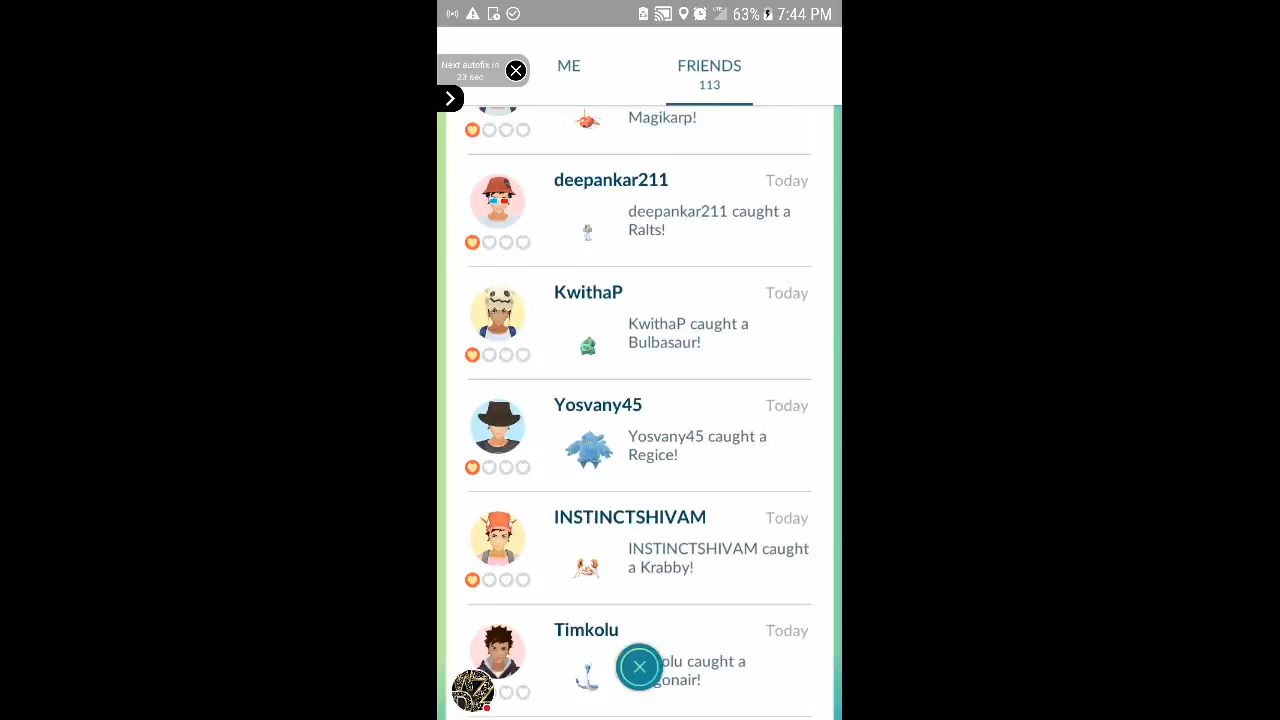 LTE 63% 7:44 PM
Next autofix in
23 sec
ME
FRIENDS
113
Magikarp!
deepankar211 Today
deepankar211 caught a
Ralts!
KwithaP Today
KwithaP caught a
Bulbasaur!
Yosvany45 Today
Yosvany45 caught a
Regice!
INSTINCTSHIVAM Today
INSTINCTSHIVAM caught
a Krabby!
Timkolu Today
olu caught a
gonair!